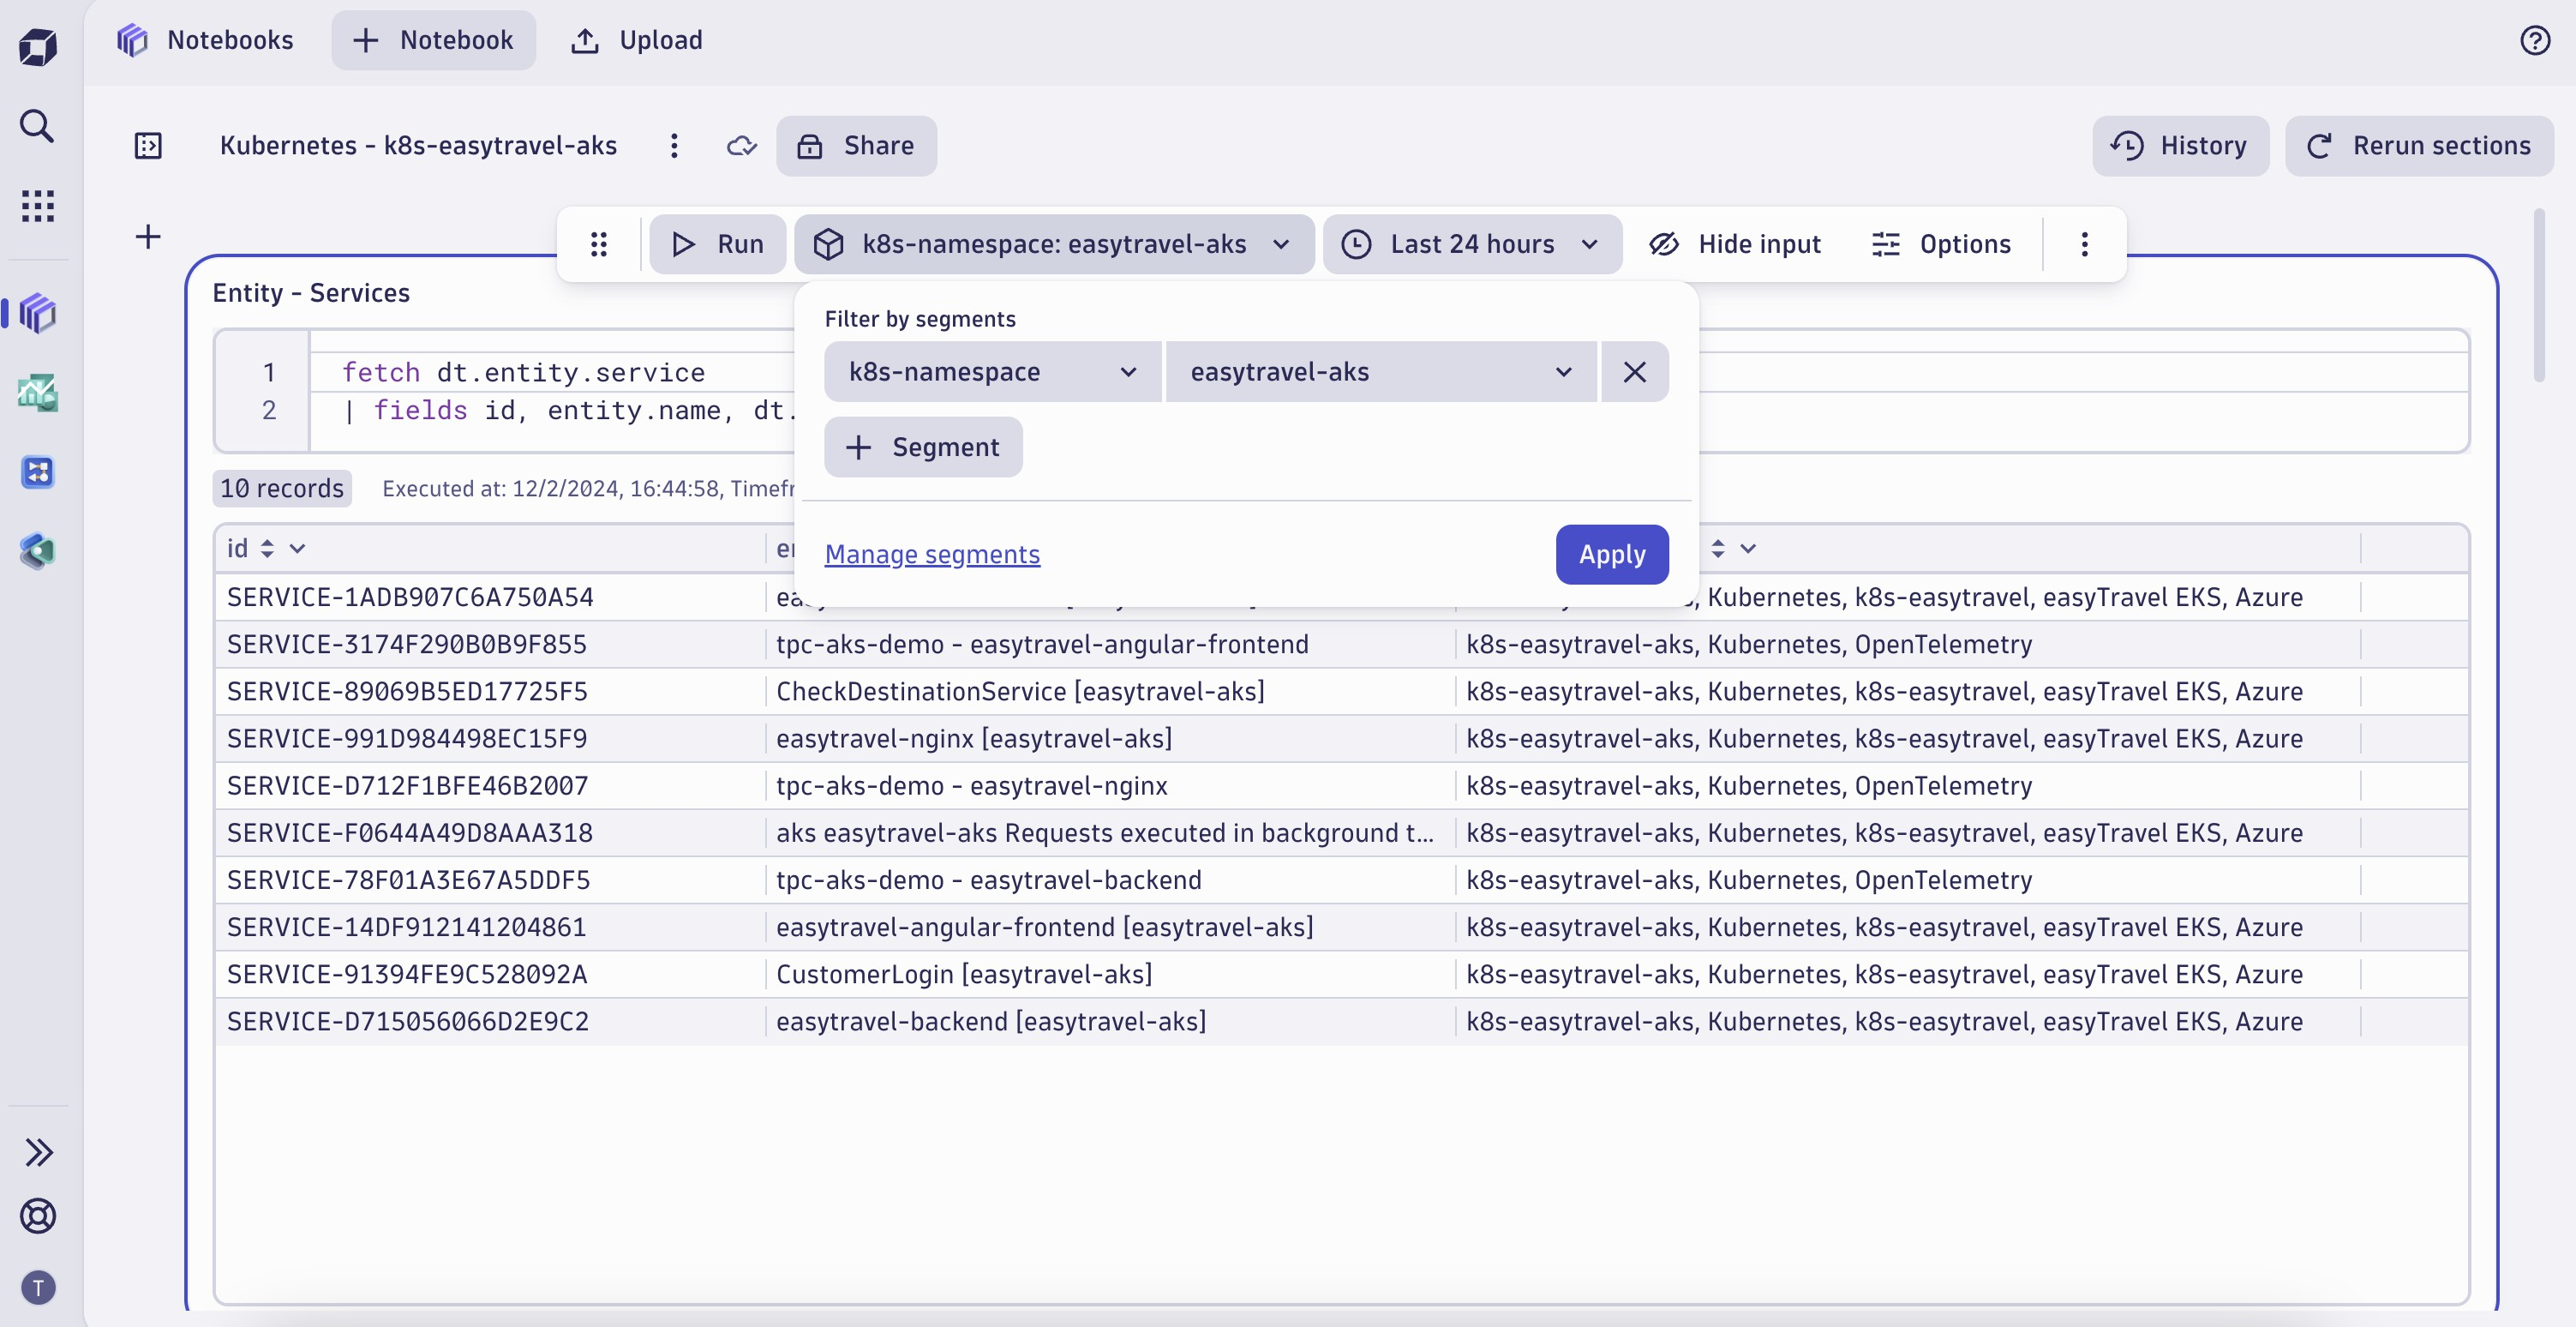 Notebooks
Notebook
Upload
Kubernetes - k8s-easytravel-aks
Share
History
Rerun sections
Run
k8s-namespace: easytravel-aks
Last 24 hours
Hide input
Options
Entity - Services
Filter by segments
k8s-namespace
easytravel-aks
Segment
Manage segments
Apply
1 fetch dt.entity.service
2 | fields id, entity.name, dt.
10 records
Executed at: 12/2/2024, 16:44:58,
id
SERVICE-1ADB907C6A750A54 Kubernetes, k8s-easytravel, easyTravel EKS, Azure
SERVICE-3174F290B0B9F855 tpc-aks-demo - easytravel-angular-frontend k8s-easytravel-aks, Kubernetes, OpenTelemetry
SERVICE-89069B5ED17725F5 CheckDestinationService [easytravel-aks] k8s-easytravel-aks, Kubernetes, k8s-easytravel, easyTravel EKS, Azure
SERVICE-991D984498EC15F9 easytravel-nginx [easytravel-aks] k8s-easytravel-aks, Kubernetes, k8s-easytravel, easyTravel EKS, Azure
SERVICE-D712F1BFE46B2007 tpc-aks-demo - easytravel-nginx k8s-easytravel-aks, Kubernetes, OpenTelemetry
SERVICE-F0644A49D8AAA318 aks easytravel-aks Requests executed in background t... k8s-easytravel-aks, Kubernetes, k8s-easytravel, easyTravel EKS, Azure
SERVICE-78F01A3E67A5DDF5 tpc-aks-demo - easytravel-backend k8s-easytravel-aks, Kubernetes, OpenTelemetry
SERVICE-14DF912141204861 easytravel-angular-frontend [easytravel-aks] k8s-easytravel-aks, Kubernetes, k8s-easytravel, easyTravel EKS, Azure
SERVICE-91394FE9C528092A CustomerLogin [easytravel-aks] k8s-easytravel-aks, Kubernetes, k8s-easytravel, easyTravel EKS, Azure
SERVICE-D715056066D2E9C2 easytravel-backend [easytravel-aks] k8s-easytravel-aks, Kubernetes, k8s-easytravel, easyTravel EKS, Azure
T